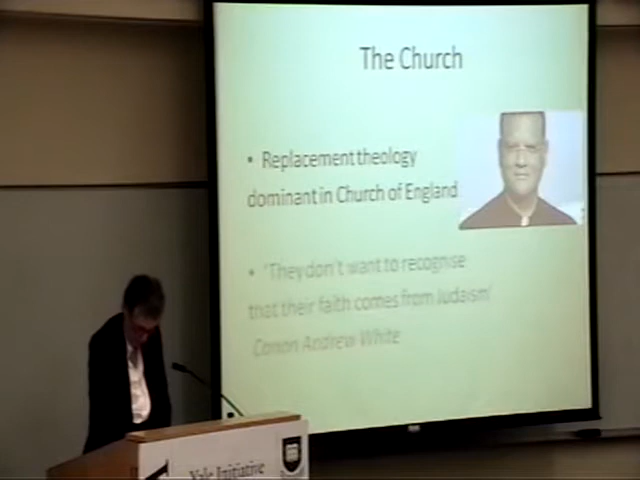 The Church
• Replacement theology
dominant in Church of England
• 'They don't want to recognise
that their faith comes from Judaism'
Canon Andrew White
Yale Initiative